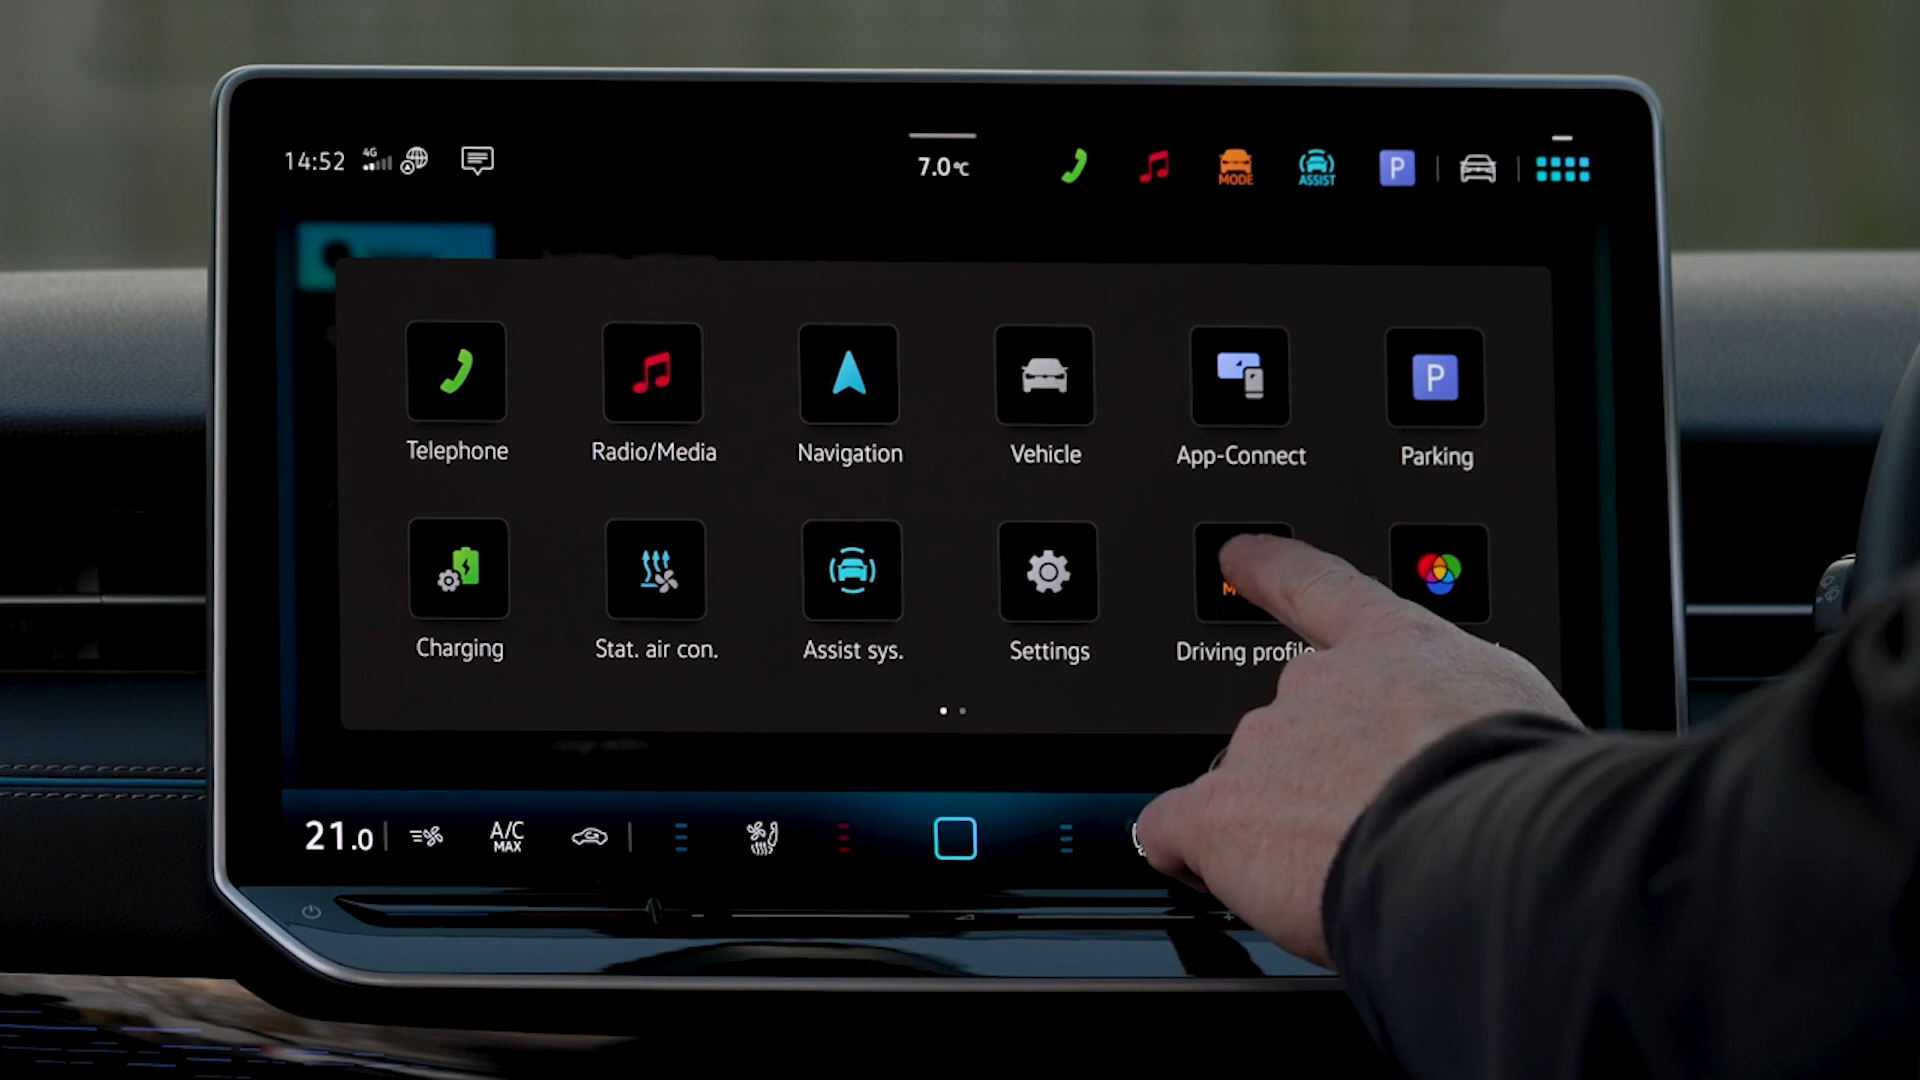 14:52 4G
7.0°C
MODE
ASSIST
P
Telephone
Radio/Media
Navigation
Vehicle
App-Connect
P
Parking
Charging
Stat. air con.
Assist sys.
Settings
Driving profile
21.0
A/C
MAX